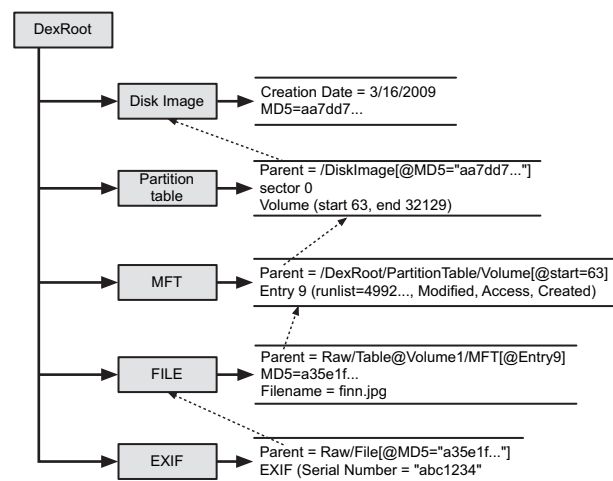 DexRoot
Disk Image
Creation Date = 3/16/2009
MD5=aa7dd7...
Partition
table
Parent = /DiskImage[@MD5="aa7dd7..."]
sector 0
Volume (start 63, end 32129)
MFT
Parent = /DexRoot/PartitionTable/Volume[@start=63]
Entry 9 (runlist=4992..., Modified, Access, Created)
FILE
Parent = Raw/Table@Volume1/MFT[@Entry9]
MD5=a35e1f...
Filename = finn.jpg
EXIF
Parent = Raw/File[@MD5="a35e1f..."]
EXIF (Serial Number = "abc1234"